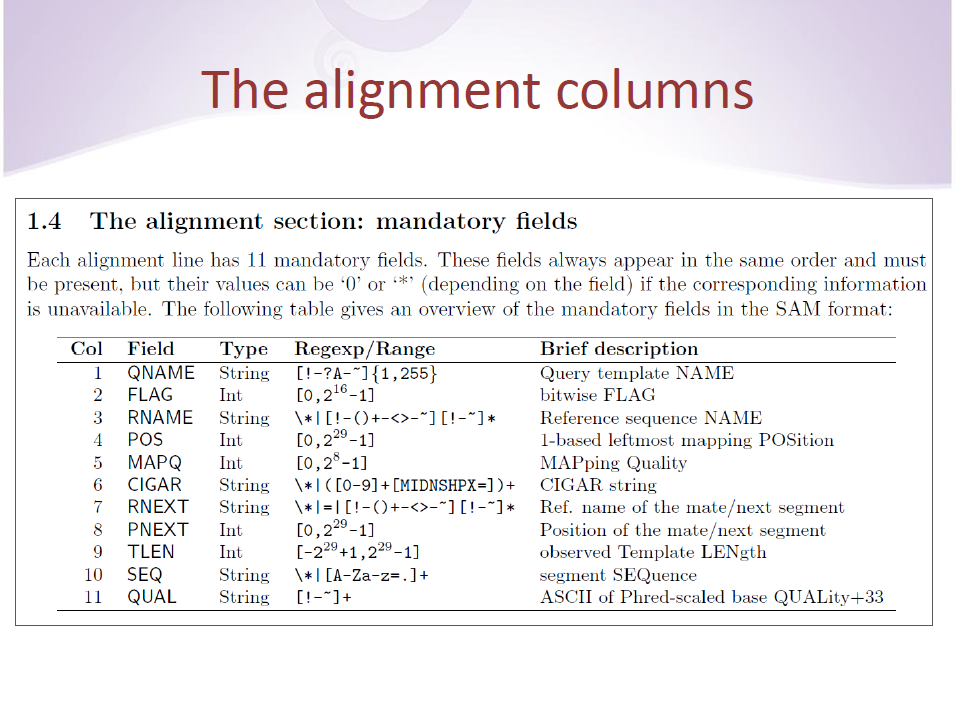 The alignment columns
1.4 The alignment section: mandatory fields
Each alignment line has 11 mandatory fields. These fields always appear in the same order and must
be present, but their values can be ‘0’ or ‘*’ (depending on the field) if the corresponding information
is unavailable. The following table gives an overview of the mandatory fields in the SAM format:
Col Field Type Regexp/Range Brief description
1 QNAME String [!-?A-~]{1,255} Query template NAME
2 FLAG Int [0,2^16-1] bitwise FLAG
3 RNAME String \*|[!-()+-<>-~][!-~]* Reference sequence NAME
4 POS Int [0,2^29-1] 1-based leftmost mapping POSition
5 MAPQ Int [0,2^8-1] MAPping Quality
6 CIGAR String \*|([0-9]+[MIDNSHPX=])+ CIGAR string
7 RNEXT String \*|=|[!-()+-<>-~][!-~]* Ref. name of the mate/next segment
8 PNEXT Int [0,2^29-1] Position of the mate/next segment
9 TLEN Int [-2^29+1,2^29-1] observed Template LENgth
10 SEQ String \*|[A-Za-z=.]+ segment SEQuence
11 QUAL String [!-~]+ ASCII of Phred-scaled base QUALity+33